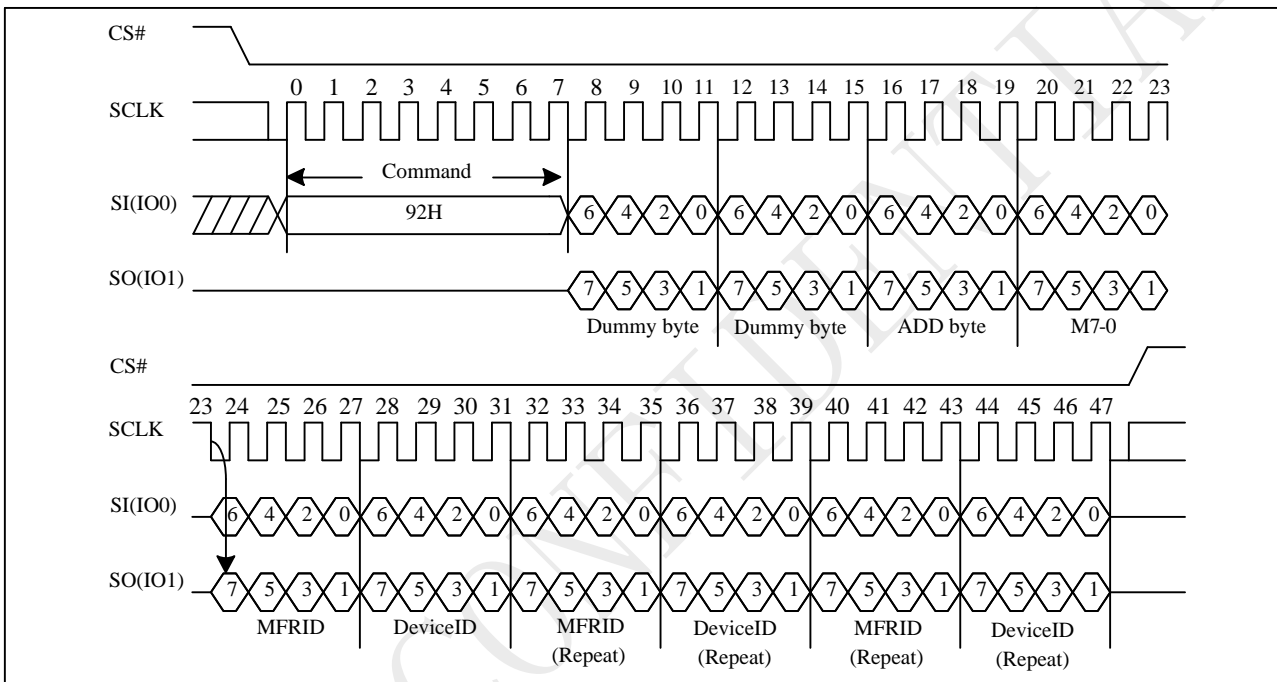 CS#
0 1 2 3 4 5 6 7 8 9 10 11 12 13 14 15 16 17 18 19 20 21 22 23
SCLK
Command
SI(IO0)
92H
6 4 2 0 6 4 2 0 6 4 2 0 6 4 2 0
SO(IO1)
7 5 3 1 7 5 3 1 7 5 3 1 7 5 3 1
Dummy byte Dummy byte ADD byte M7-0
CS#
23 24 25 26 27 28 29 30 31 32 33 34 35 36 37 38 39 40 41 42 43 44 45 46 47
SCLK
SI(IO0)
6 4 2 0 6 4 2 0 6 4 2 0 6 4 2 0 6 4 2 0 6 4 2 0
SO(IO1)
7 5 3 1 7 5 3 1 7 5 3 1 7 5 3 1 7 5 3 1 7 5 3 1
MFRID DeviceID MFRID DeviceID MFRID DeviceID
(Repeat) (Repeat) (Repeat) (Repeat)
CONFIDENTIA